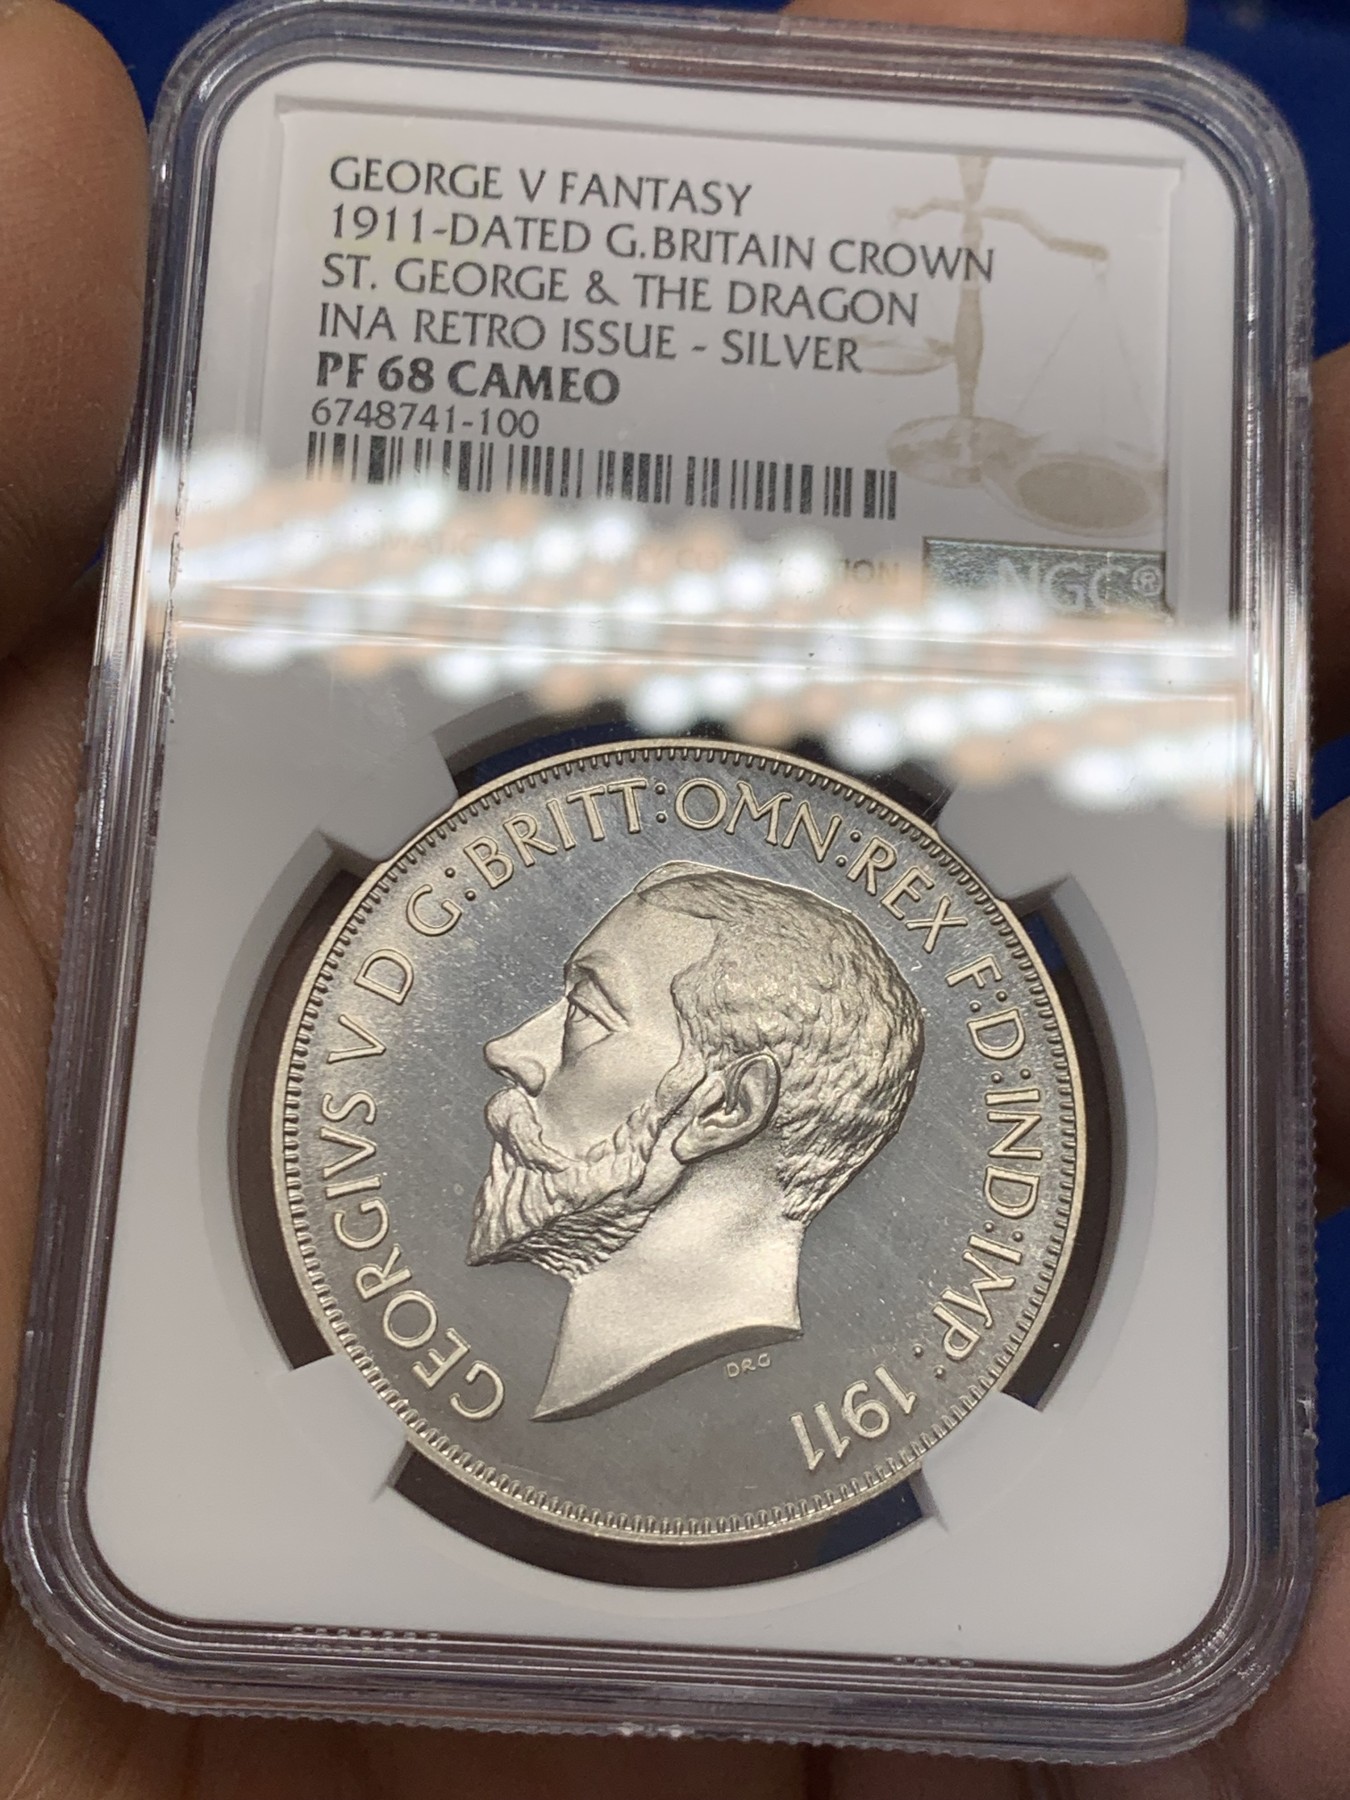 GEORGE V FANTASY
1911-DATED G.BRITAIN CROWN
ST. GEORGE & THE DRAGON
INA RETRO ISSUE - SILVER
PF 68 CAMEO
6748741-100
NGC®
GEORGIVS V D G: BRITT: OMN: REX F: D: IND: IMP: 1911
DRG